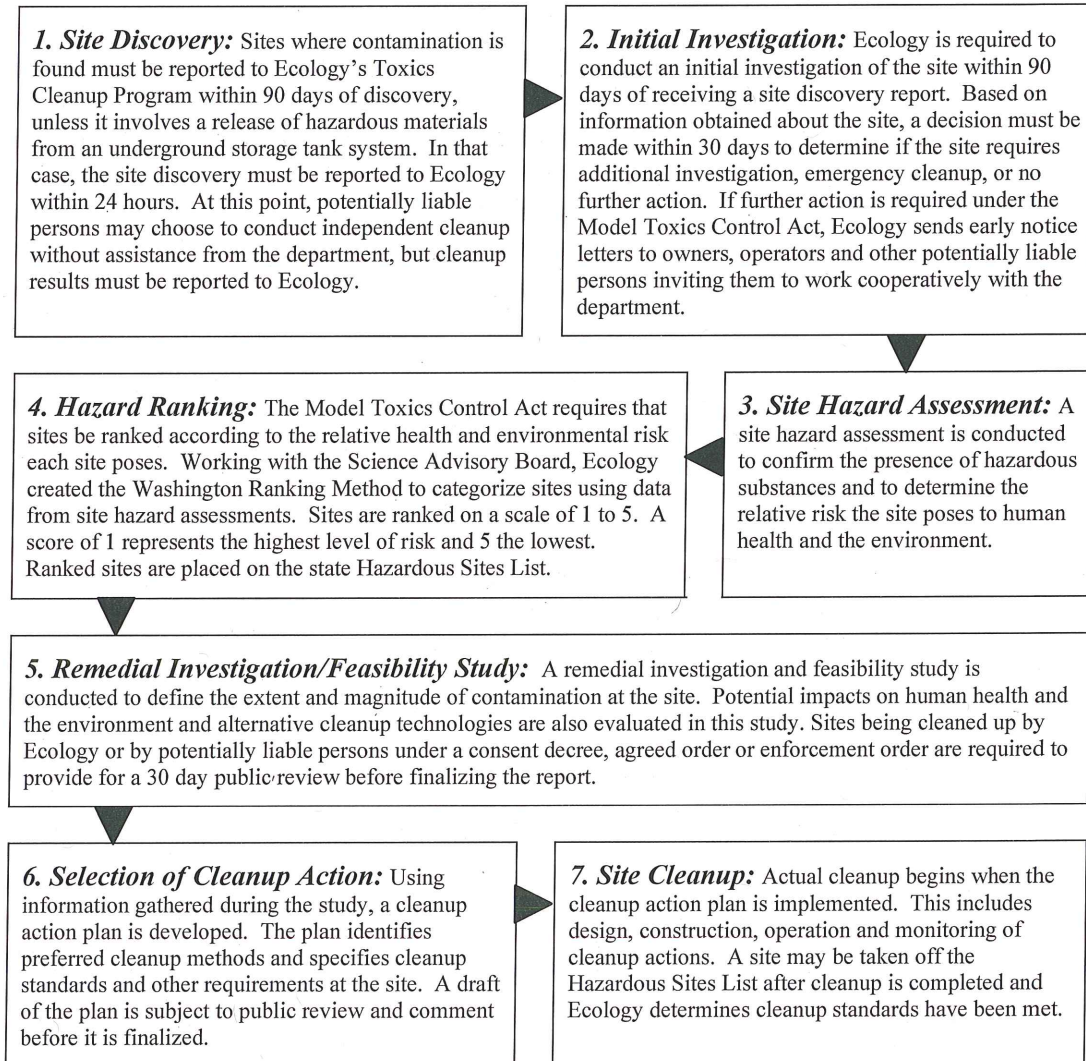 1. Site Discovery: Sites where contamination is
found must be reported to Ecology's Toxics
Cleanup Program within 90 days of discovery,
unless it involves a release of hazardous materials
from an underground storage tank system. In that
case, the site discovery must be reported to Ecology
within 24 hours. At this point, potentially liable
persons may choose to conduct independent cleanup
without assistance from the department, but cleanup
results must be reported to Ecology.
2. Initial Investigation: Ecology is required to
conduct an initial investigation of the site within 90
days of receiving a site discovery report. Based on
information obtained about the site, a decision must be
made within 30 days to determine if the site requires
additional investigation, emergency cleanup, or no
further action. If further action is required under the
Model Toxics Control Act, Ecology sends early notice
letters to owners, operators and other potentially liable
persons inviting them to work cooperatively with the
department.
3. Site Hazard Assessment: A
site hazard assessment is conducted
to confirm the presence of hazardous
substances and to determine the
relative risk the site poses to human
health and the environment.
4. Hazard Ranking: The Model Toxics Control Act requires that
sites be ranked according to the relative health and environmental risk
each site poses. Working with the Science Advisory Board, Ecology
created the Washington Ranking Method to categorize sites using data
from site hazard assessments. Sites are ranked on a scale of 1 to 5. A
score of 1 represents the highest level of risk and 5 the lowest.
Ranked sites are placed on the state Hazardous Sites List.
5. Remedial Investigation/Feasibility Study: A remedial investigation and feasibility study is
conducted to define the extent and magnitude of contamination at the site. Potential impacts on human health and
the environment and alternative cleanup technologies are also evaluated in this study. Sites being cleaned up by
Ecology or by potentially liable persons under a consent decree, agreed order or enforcement order are required to
provide for a 30 day public review before finalizing the report.
6. Selection of Cleanup Action: Using
information gathered during the study, a cleanup
action plan is developed. The plan identifies
preferred cleanup methods and specifies cleanup
standards and other requirements at the site. A draft
of the plan is subject to public review and comment
before it is finalized.
7. Site Cleanup: Actual cleanup begins when the
cleanup action plan is implemented. This includes
design, construction, operation and monitoring of
cleanup actions. A site may be taken off the
Hazardous Sites List after cleanup is completed and
Ecology determines cleanup standards have been met.